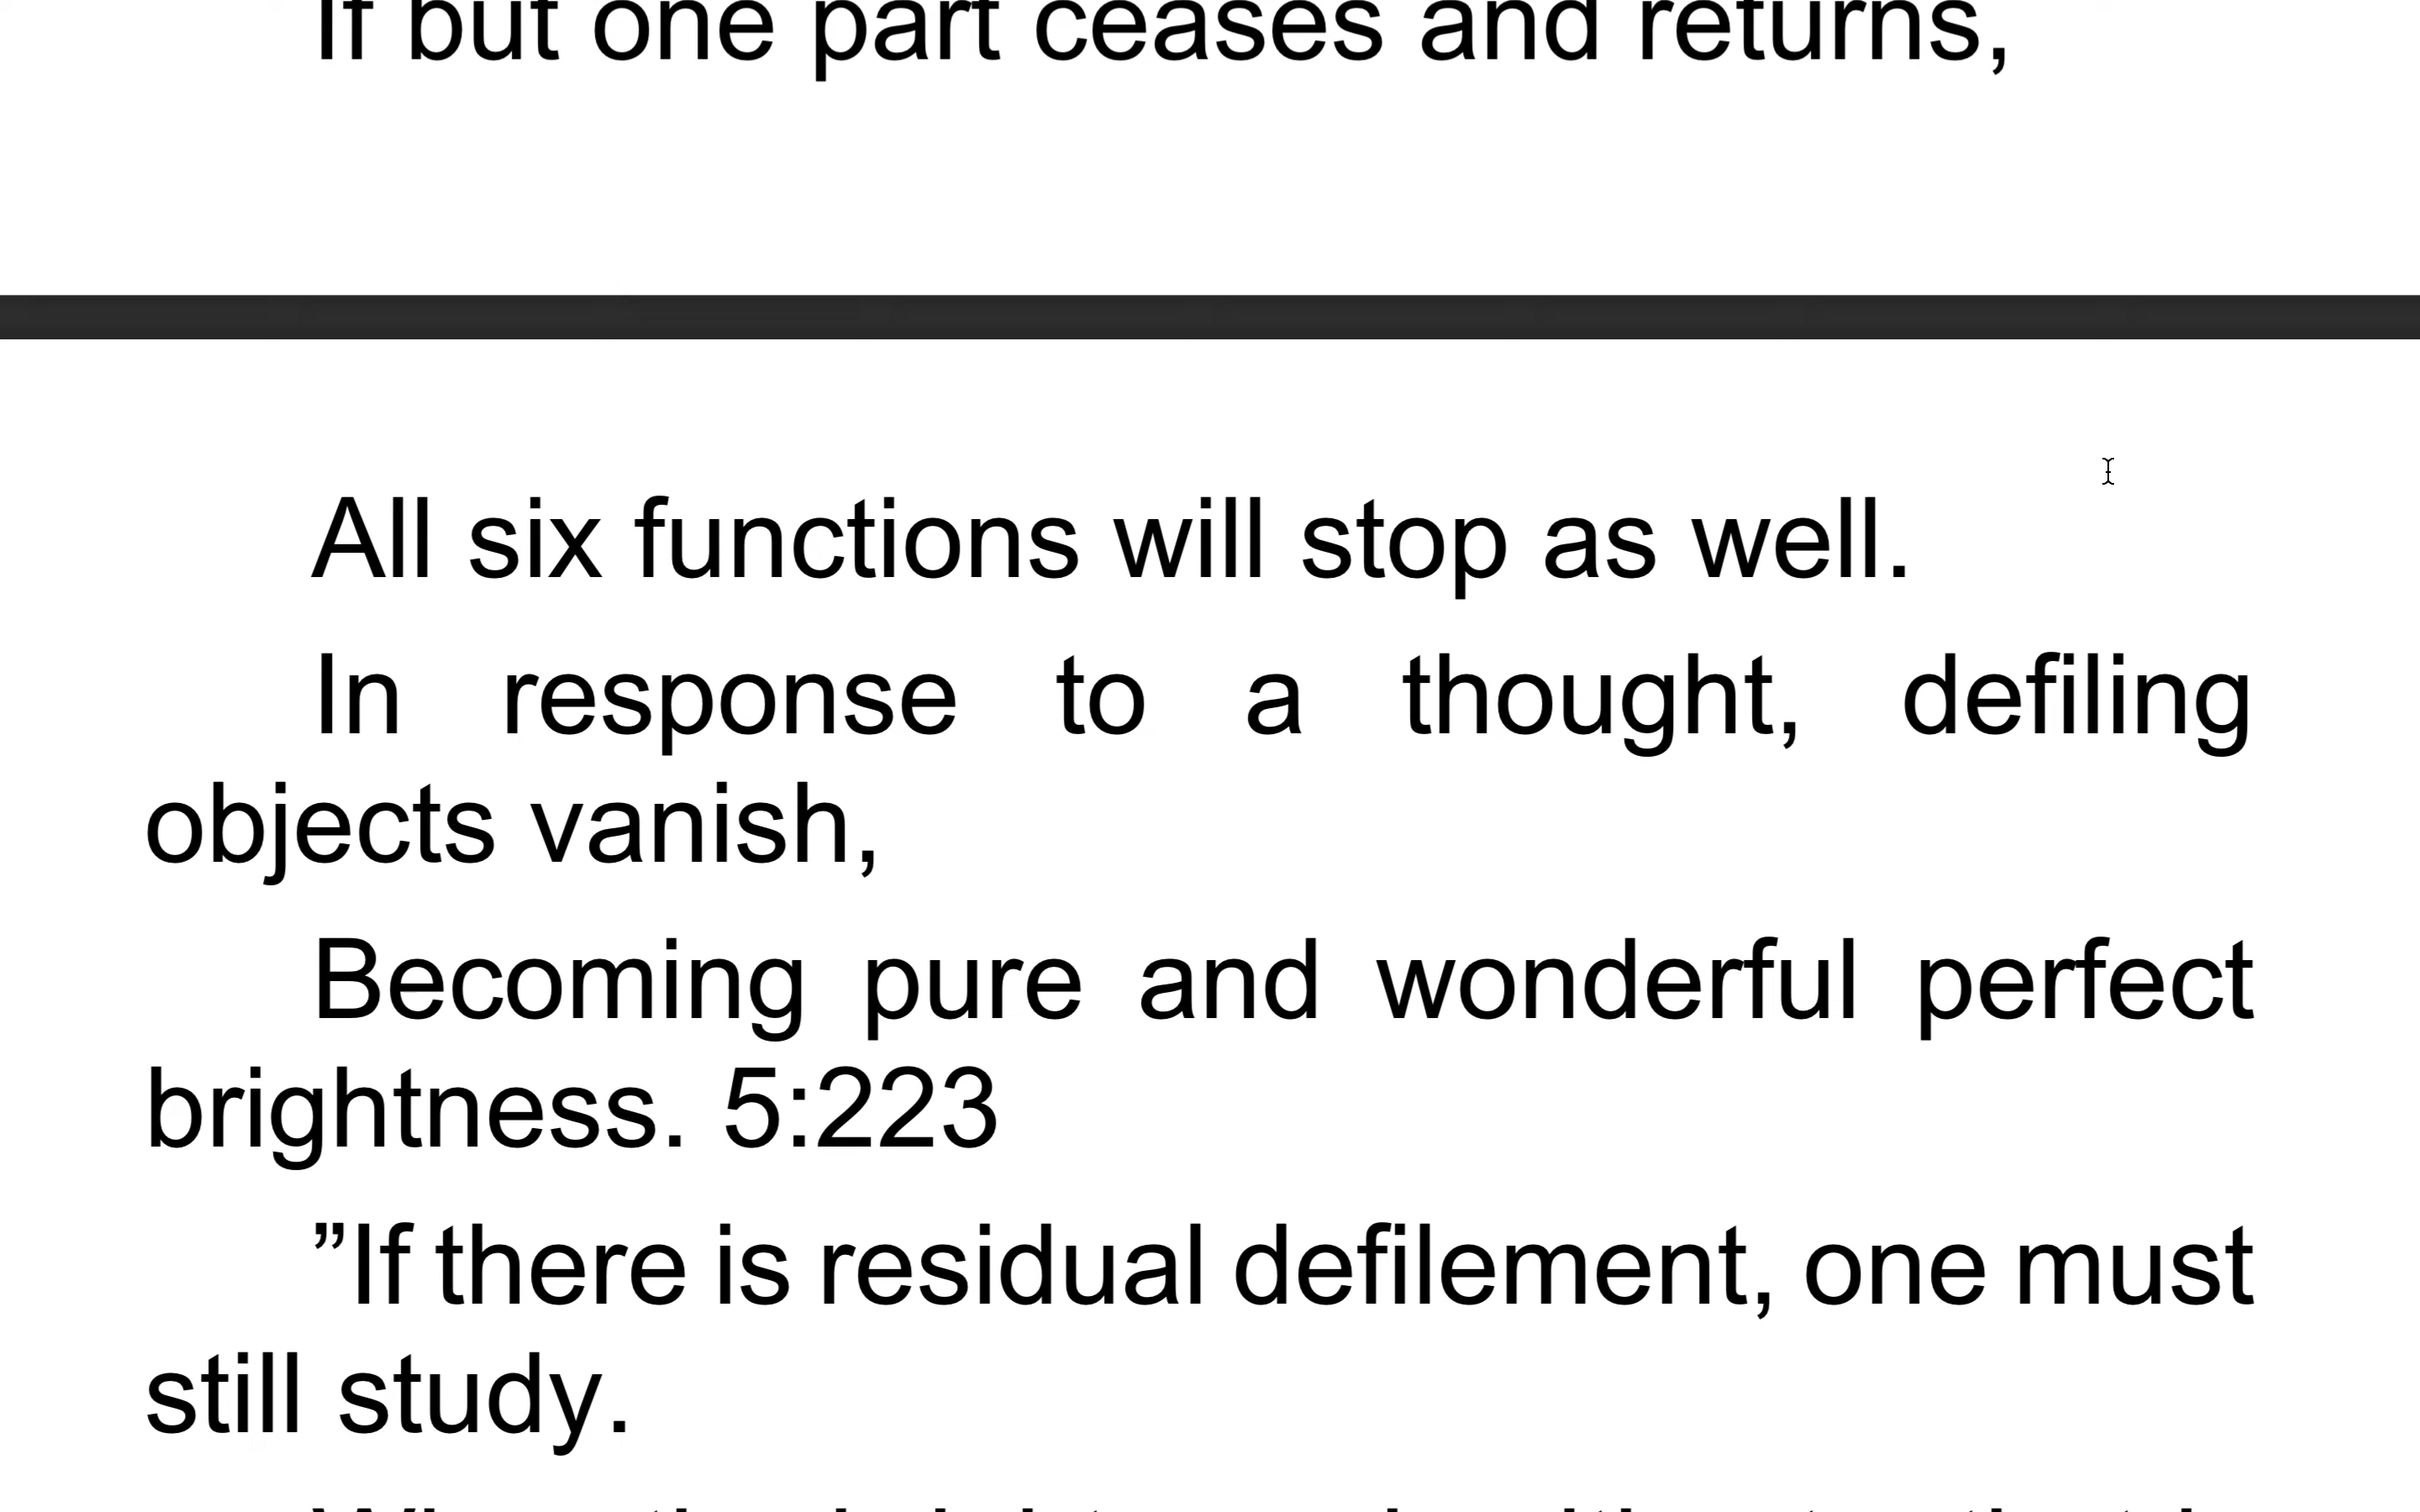 If but one part ceases and returns,
All six functions will stop as well.
In response to a thought, defiling
objects vanish,
Becoming pure and wonderful perfect
brightness. 5:223
”If there is residual defilement, one must
still study.